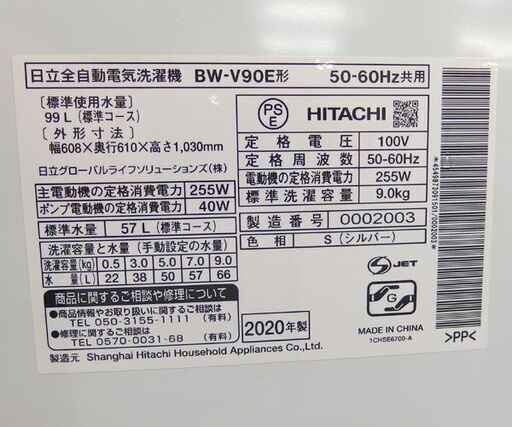 日立全自動電気洗濯機 BW-V90E形 50-60Hz共用
〔標準使用水量〕
99L(標準コース)
〔外形寸法〕
幅608×奥行610×高さ1,030mm
日立グローバルライフソリューションズ(株)
主電動機の定格消費電力 255W
ポンプ電動機の定格消費電力 40W
標準水量 57L(標準コース)
洗濯容量と水量(手動設定の水量)
洗濯容量(kg) 0.5 3.0 5.0 7.0 9.0
水量(L) 22 38 50 57 66
商品に関するご相談や修理について
●商品情報やお取り扱いに関するご相談
TEL 050-3155-1111 (有料)
●修理に関するご相談
TEL 0570-0031-68 (有料)
製造元 Shanghai Hitachi Household Appliances Co.,Ltd.
PS
E
HITACHI
定格電圧 100V
定格周波数 50-60Hz
電動機の定格消費電力 255W
標準洗濯容量 9.0kg
製造番号 0002003
色相 S(シルバー)
2020年製
S JET
G
MADE IN CHINA
1CHSE6700-A
>PP<